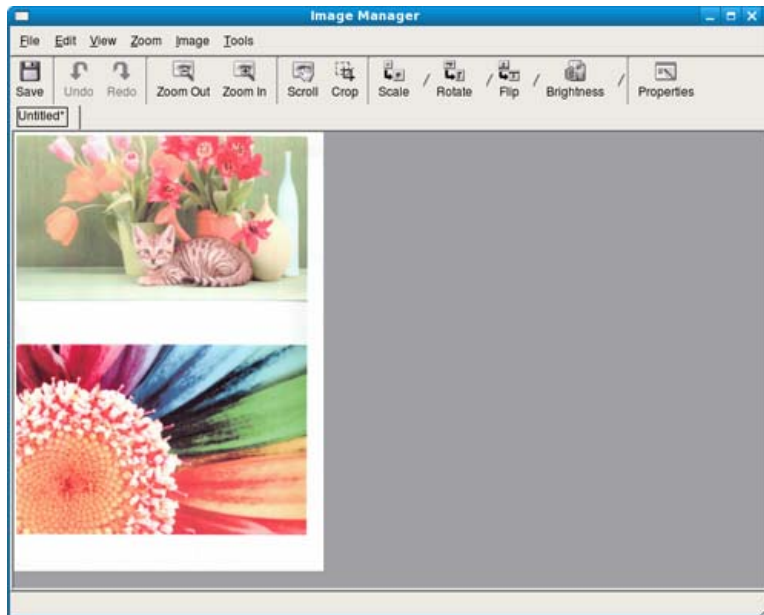 Image Manager
File Edit View Zoom Image Tools
Save Undo Redo Zoom Out Zoom In Scroll Crop Scale / Rotate / Flip / Brightness / Properties
Untitled*